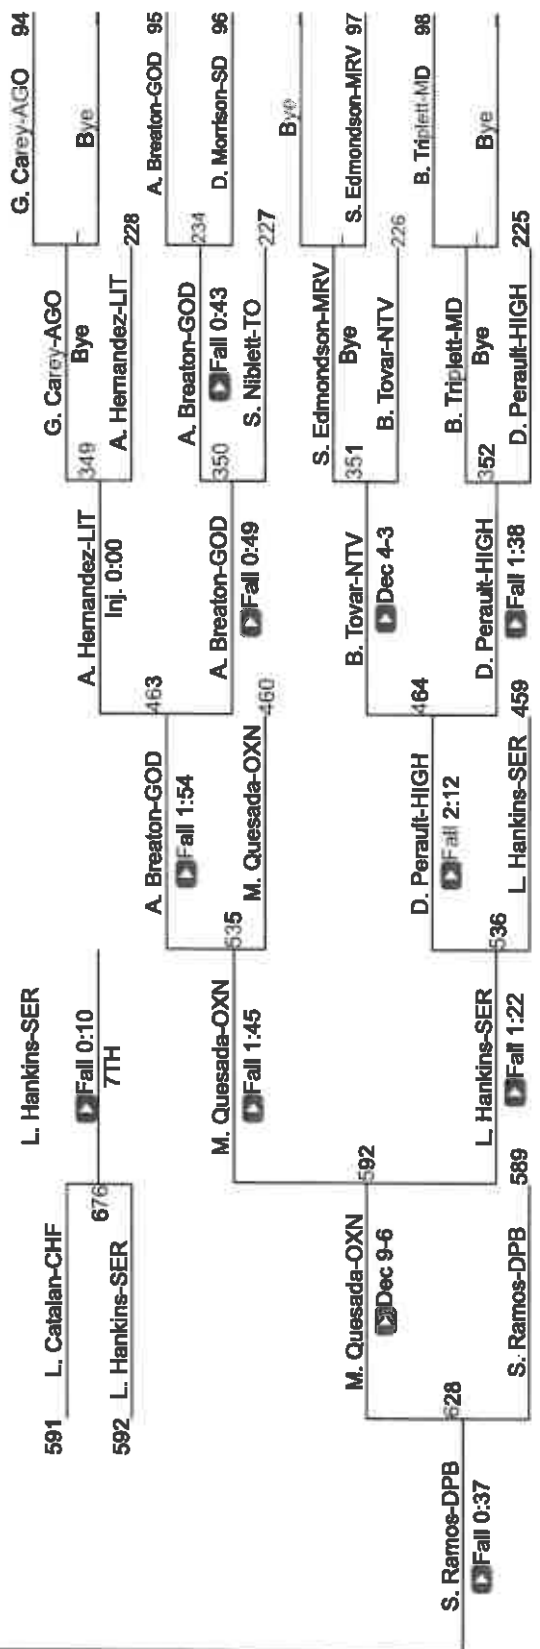 G. Carey-AGO 94
Bye
A. Breaton-GOD 95
D. Morrison-SD 96
Bye
S. Edmondson-MRV 97
B. Triplett-MD 98
Bye
G. Carey-AGO
Bye
A. Hernandez-LIT 228
234
A. Breaton-GOD
Fall 0:43
S. Niblett-TO 227
S. Edmondson-MRV
Bye
B. Tovar-NTV 226
B. Triplett-MD
Bye
D. Perault-HIGH 225
349
A. Hernandez-LIT
Inj. 0:00
350
A. Breaton-GOD
Fall 0:49
351
B. Tovar-NTV
Dec 4-3
352
D. Perault-HIGH
Fall 1:38
463
A. Breaton-GOD
Fall 1:54
M. Quesada-OXN 460
464
D. Perault-HIGH
Fall 2:12
L. Hankins-SER 459
L. Hankins-SER
Fall 0:10
7TH
535
M. Quesada-OXN
Fall 1:45
536
L. Hankins-SER
Fall 1:22
591 L. Catalan-CHF
676
592 L. Hankins-SER
592
M. Quesada-OXN
Dec 9-6
S. Ramos-DPB 589
628
S. Ramos-DPB
Fall 0:37